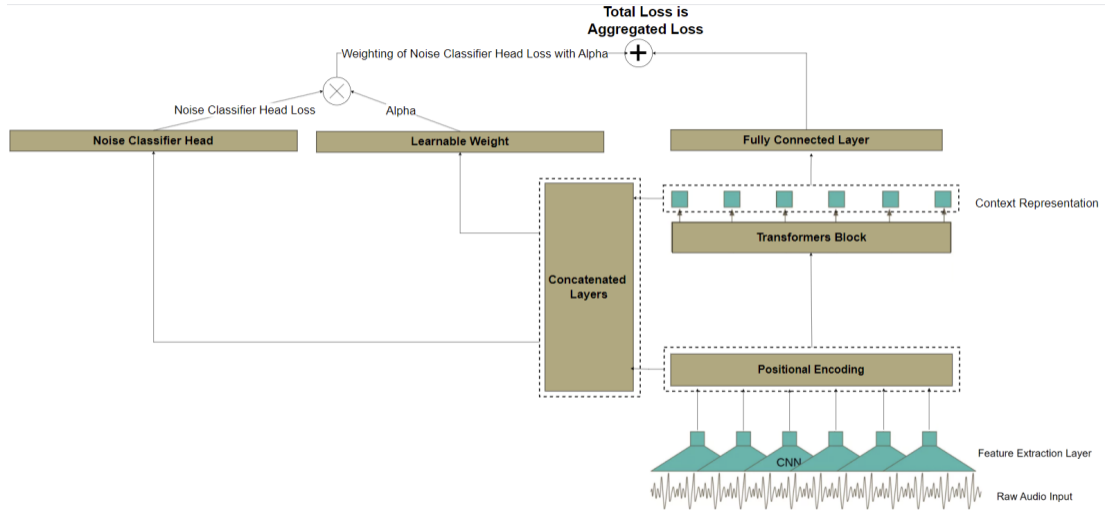 Total Loss is
Aggregated Loss
Weighting of Noise Classifier Head Loss with Alpha
Noise Classifier Head Loss
Alpha
Noise Classifier Head
Learnable Weight
Fully Connected Layer
Context Representation
Transformers Block
Concatenated
Layers
Positional Encoding
CNN
Feature Extraction Layer
Raw Audio Input